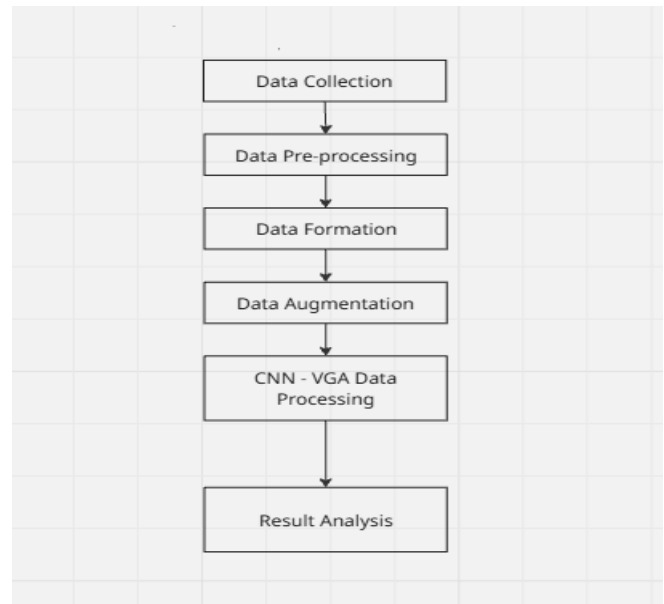 Data Collection
Data Pre-processing
Data Formation
Data Augmentation
CNN - VGA Data
Processing
Result Analysis